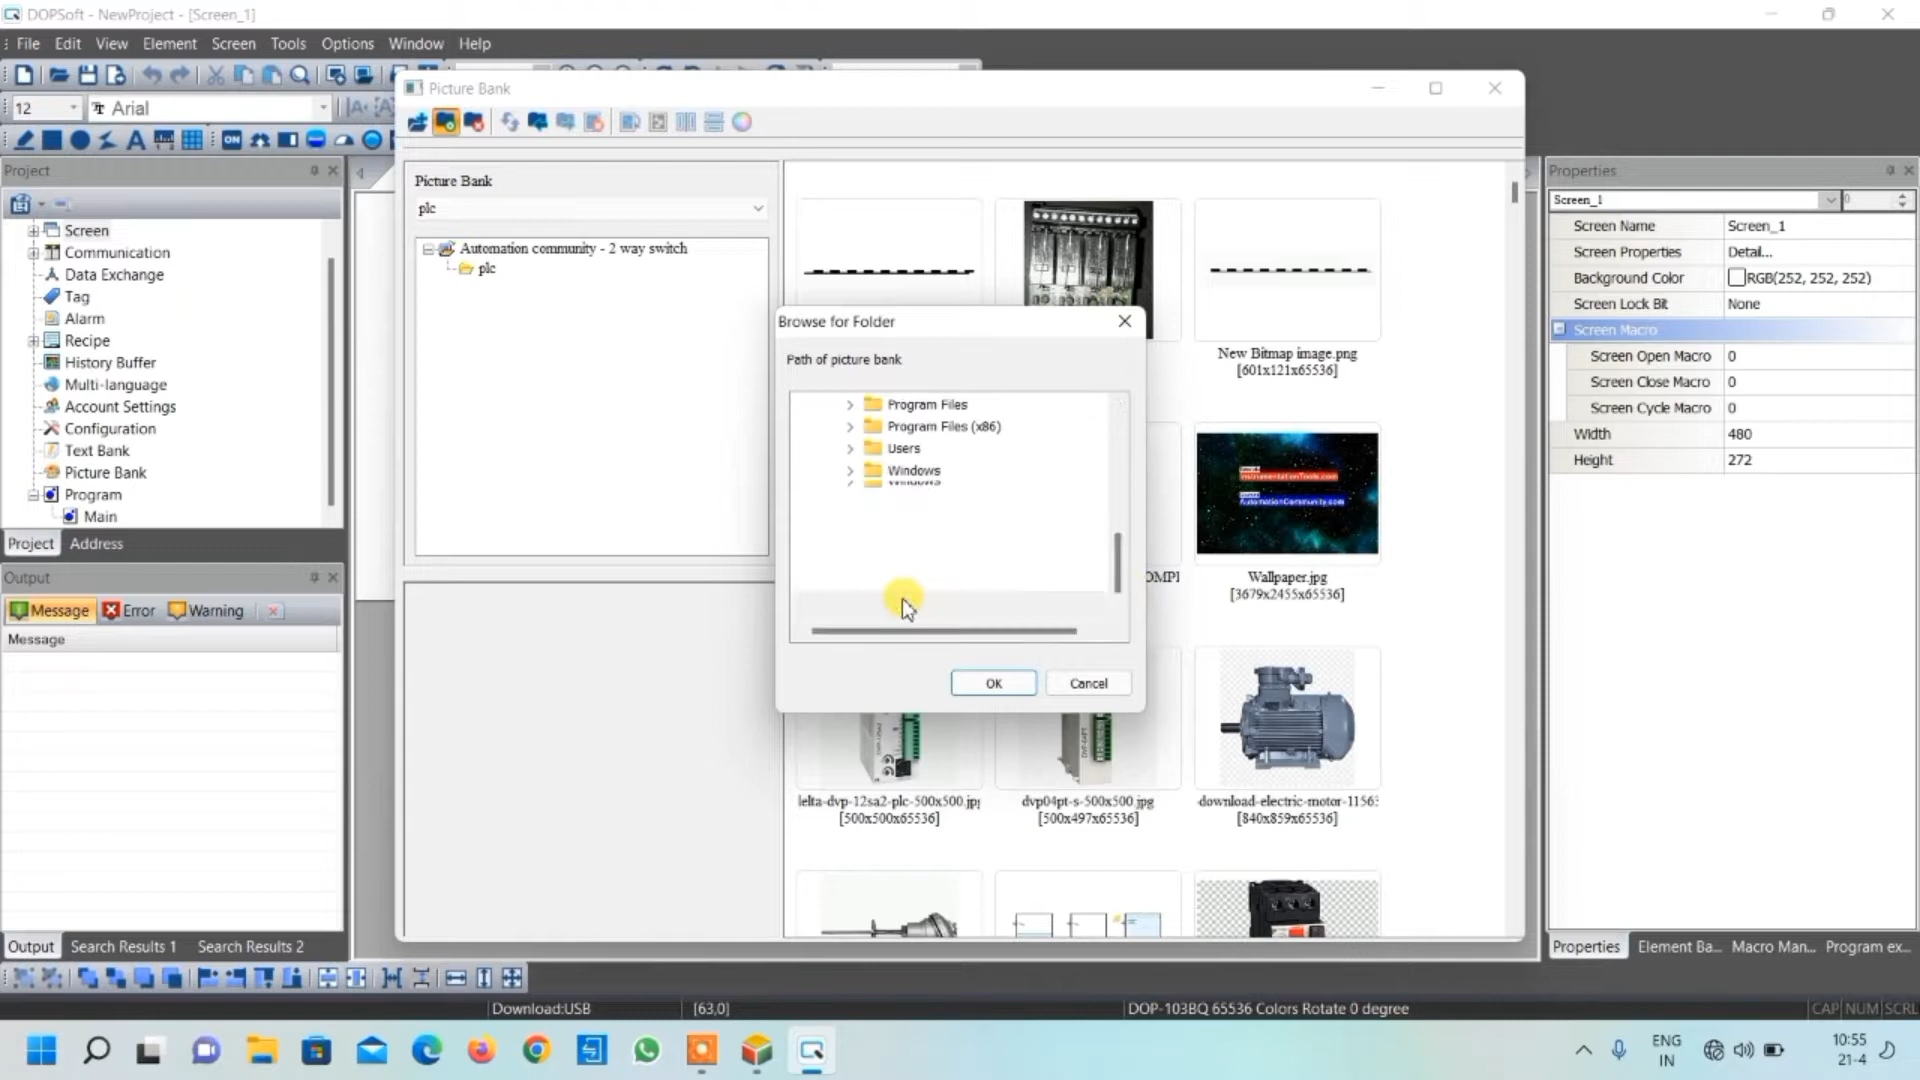 DOPSoft - NewProject - [Screen_1]
File Edit View Element Screen Tools Options Window Help
12 Arial
Picture Bank
Project
Screen
Communication
Data Exchange
Tag
Alarm
Recipe
History Buffer
Multi-language
Account Settings
Configuration
Text Bank
Picture Bank
Program
Main
Project Address
Output
Message Error Warning
Message
Output Search Results 1 Search Results 2
Picture Bank
plc
Automation community - 2 way switch
plc
New Bitmap image.png
[601x121x65536]
Wallpaper.jpg
[3679x2455x65536]
InstrumentationTools.com
AutomationCommunity.com
Browse for Folder
Path of picture bank
Program Files
Program Files (x86)
Users
Windows
Windows
OK Cancel
lelta-dvp-12sa2-plc-500x500.jp
[500x500x65536]
dvp04pt-s-500x500.jpg
[500x497x65536]
download-electric-motor-1156
[840x859x65536]
Properties
Screen_1 0
Screen Name Screen_1
Screen Properties Detail...
Background Color RGB(252, 252, 252)
Screen Lock Bit None
Screen Macro
Screen Open Macro 0
Screen Close Macro 0
Screen Cycle Macro 0
Width 480
Height 272
Properties Element Ba... Macro Man... Program ex...
Download:USB [63,0] DOP-103BQ 65536 Colors Rotate 0 degree CAP NUM SCRL
ENG
IN
10:55
21-4